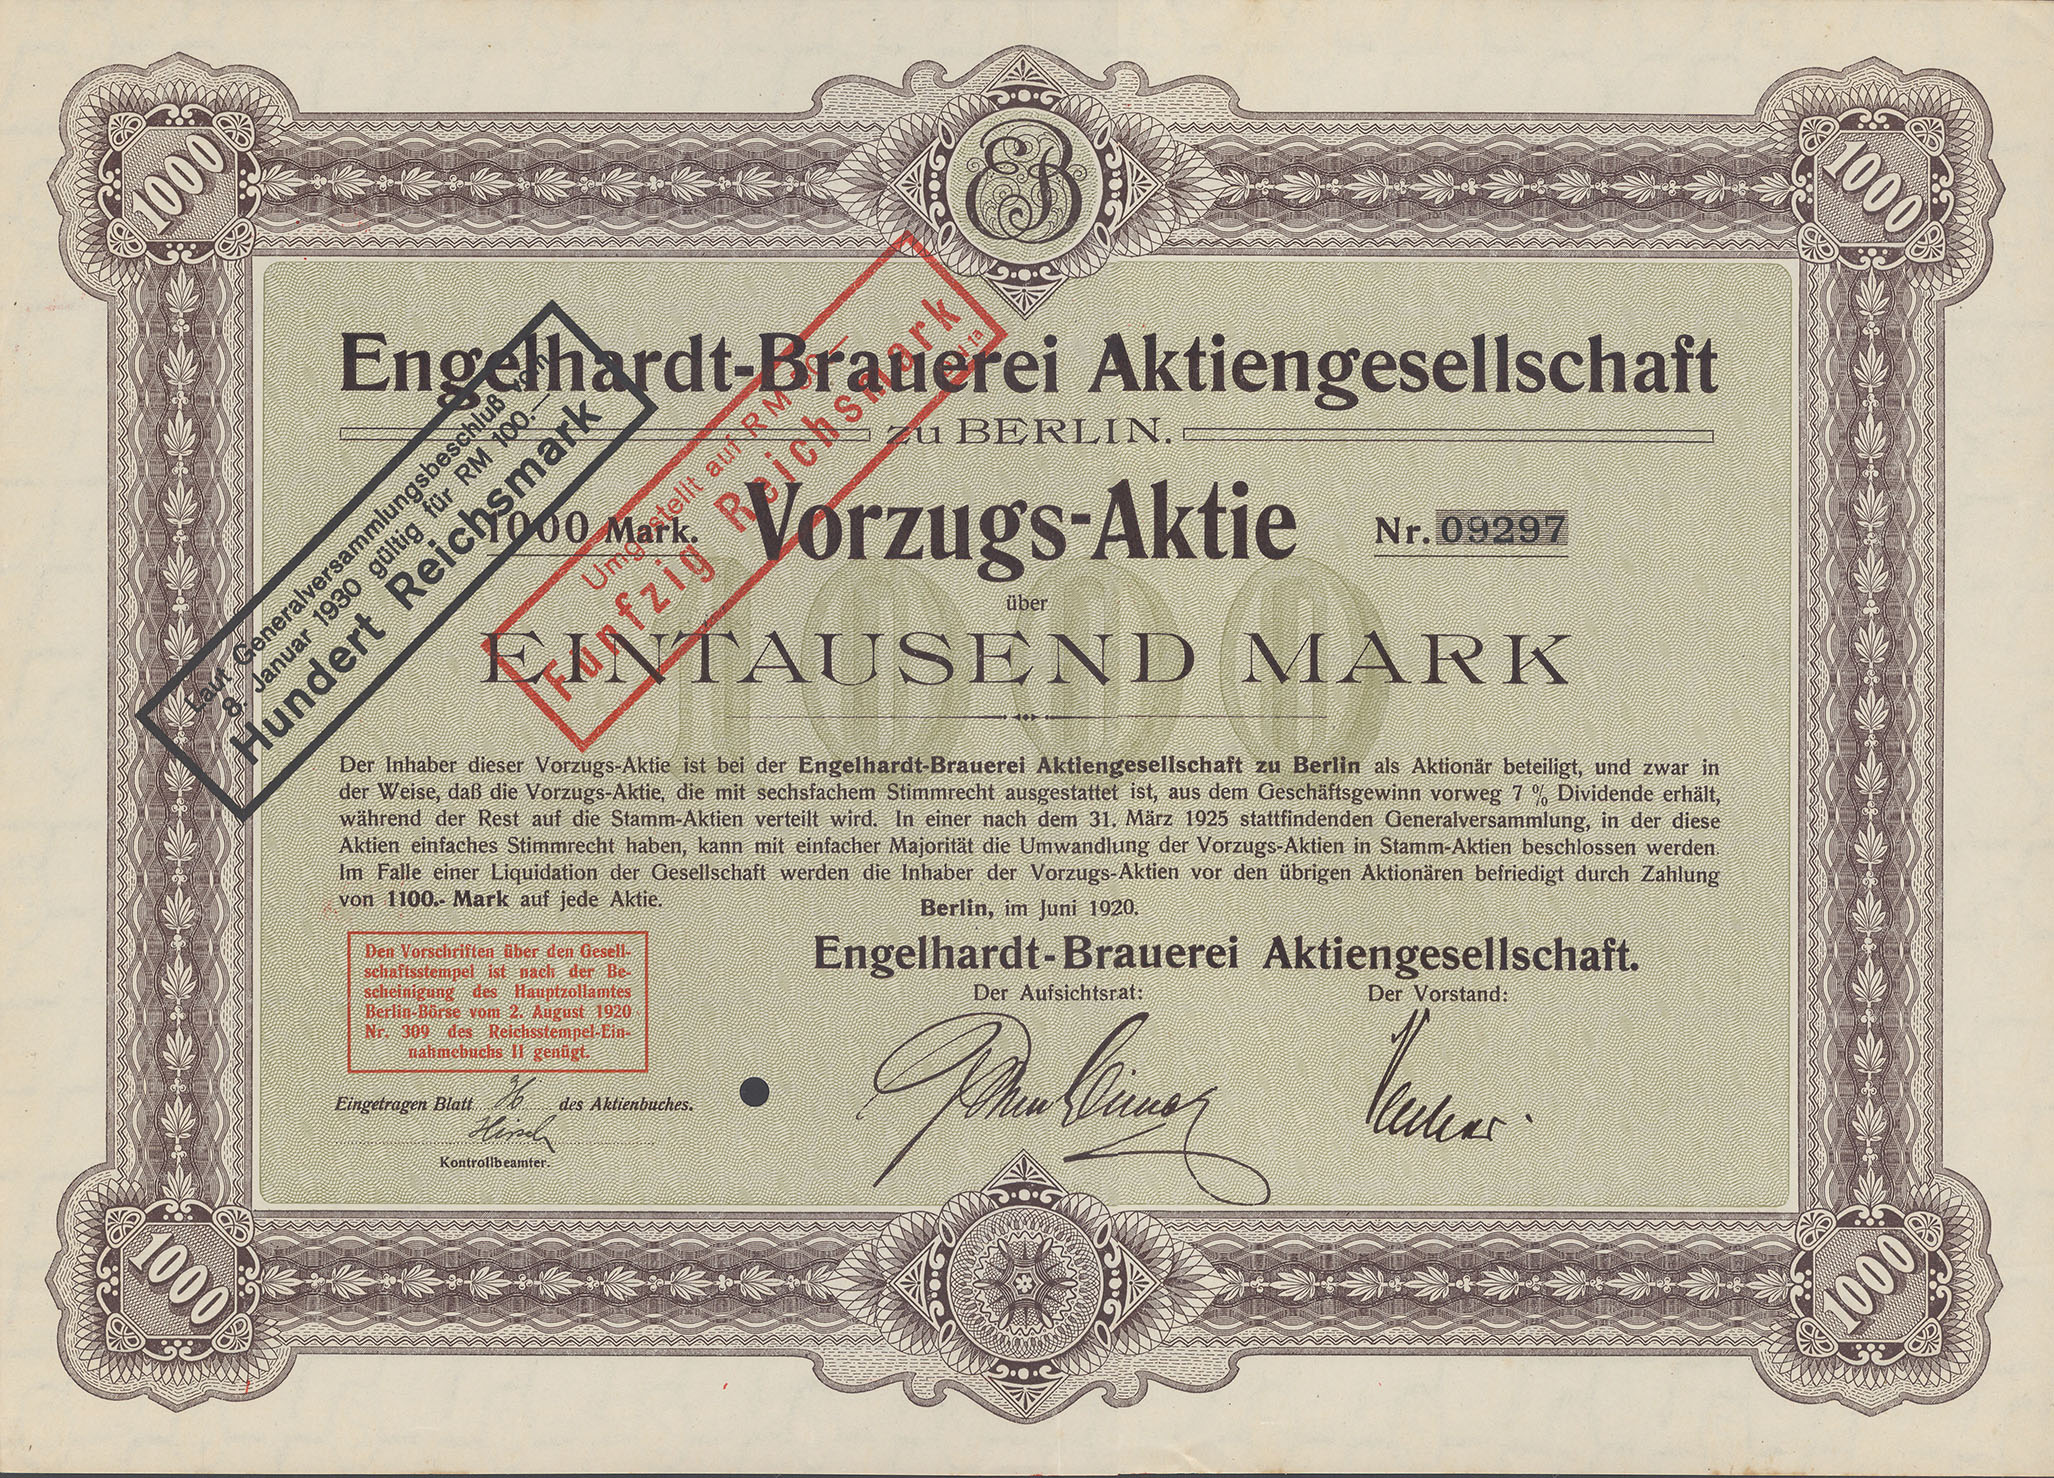 1000
EB
1000
Engelhardt-Brauerei Aktiengesellschaft
zu BERLIN.
Laut Generalversammlungsbeschluß vom
8. Januar 1930 gültig für RM 100.—
Hundert Reichsmark
Umgestellt auf RM 50.—
Fünfzig Reichsmark
1000 Mark. Vorzugs-Aktie Nr. 09297
über
1000
EINTAUSEND MARK
Der Inhaber dieser Vorzugs-Aktie ist bei der Engelhardt-Brauerei Aktiengesellschaft zu Berlin als Aktionär beteiligt, und zwar in
der Weise, daß die Vorzugs-Aktie, die mit sechsfachem Stimmrecht ausgestattet ist, aus dem Geschäftsgewinn vorweg 7 % Dividende erhält,
während der Rest auf die Stamm-Aktien verteilt wird. In einer nach dem 31. März 1925 stattfindenden Generalversammlung, in der diese
Aktien einfaches Stimmrecht haben, kann mit einfacher Majorität die Umwandlung der Vorzugs-Aktien in Stamm-Aktien beschlossen werden.
Im Falle einer Liquidation der Gesellschaft werden die Inhaber der Vorzugs-Aktien vor den übrigen Aktionären befriedigt durch Zahlung
von 1100.- Mark auf jede Aktie.
Berlin, im Juni 1920.
Den Vorschriften über den Gesell-
schaftsstempel ist nach der Be-
scheinigung des Hauptzollamtes
Berlin-Börse vom 2. August 1920
Nr. 309 des Reichsstempel-Ein-
nahmebuchs II genügt.
Engelhardt-Brauerei Aktiengesellschaft.
Der Aufsichtsrat: Der Vorstand:
Eingetragen Blatt des Aktienbuches.
Hirsch
Kontrollbeamter.
1000
1000